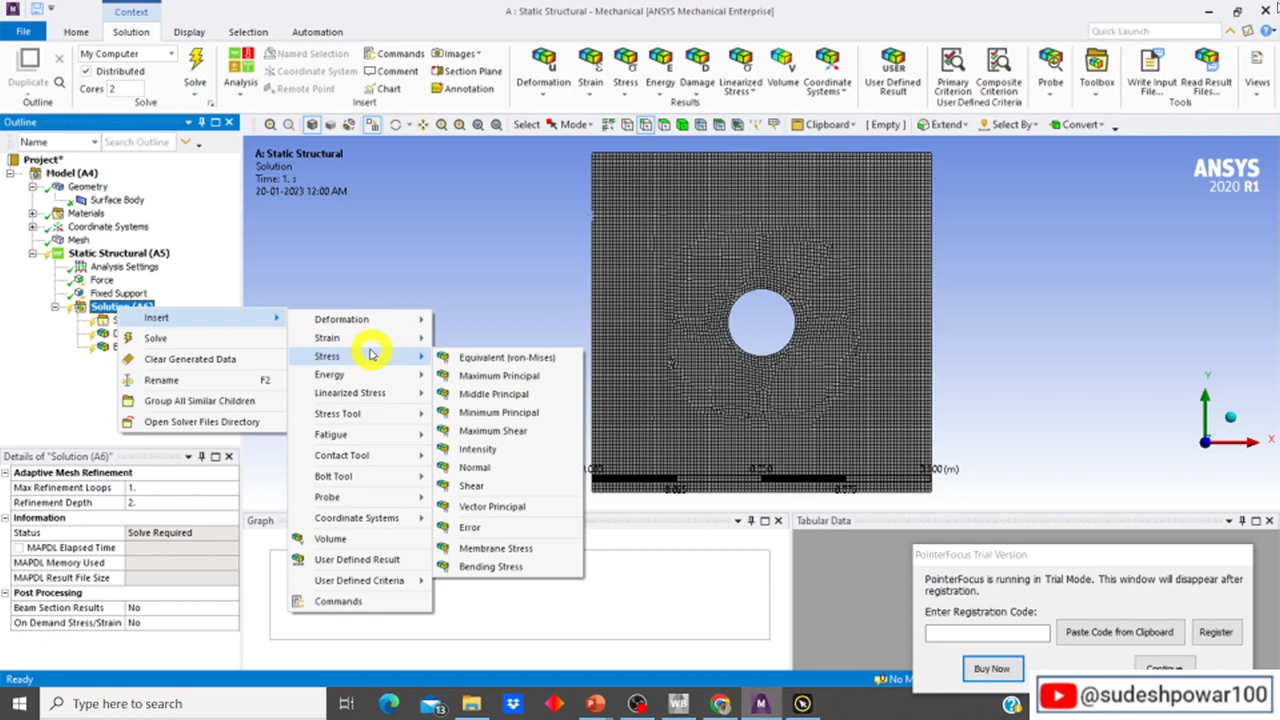 Context
A : Static Structural - Mechanical [ANSYS Mechanical Enterprise]
File
Home
Solution
Display
Selection
Automation
Quick Launch
Duplicate
Outline
My Computer
Distributed
Cores 2
Solve
Solve
Analysis
Named Selection
Coordinate System
Remote Point
Commands
Comment
Chart
Images
Section Plane
Annotation
Insert
Deformation
Strain
Stress
Energy
Damage
Linearized Stress
Volume
Coordinate Systems
Results
USER
User Defined Result
Primary Criterion
Composite Criterion
User Defined Criteria
Probe
Toolbox
Write Input File...
Read Result Files...
Tools
Views
Outline
Name
Search Outline
Select
Mode
Clipboard
[ Empty ]
Extend
Select By
Convert
Project*
Model (A4)
Geometry
Surface Body
Materials
Coordinate Systems
Mesh
Static Structural (A5)
Analysis Settings
Force
Fixed Support
Solution (A6)
Insert
Solve
Clear Generated Data
Rename F2
Group All Similar Children
Open Solver Files Directory
Deformation
Strain
Stress
Energy
Linearized Stress
Stress Tool
Fatigue
Contact Tool
Bolt Tool
Probe
Coordinate Systems
Volume
User Defined Result
User Defined Criteria
Commands
Equivalent (von-Mises)
Maximum Principal
Middle Principal
Minimum Principal
Maximum Shear
Intensity
Normal
Shear
Vector Principal
Error
Membrane Stress
Bending Stress
A: Static Structural
Solution
Time: 1. s
20-01-2023 12:00 AM
ANSYS
2020 R1
Y
X
Details of "Solution (A6)"
Adaptive Mesh Refinement
Max Refinement Loops 1.
Refinement Depth 2.
Information
Status Solve Required
MAPDL Elapsed Time
MAPDL Memory Used
MAPDL Result File Size
Post Processing
Beam Section Results No
On Demand Stress/Strain No
Graph
Tabular Data
PointerFocus Trial Version
PointerFocus is running in Trial Mode. This window will disappear after
registration.
Enter Registration Code:
Paste Code from Clipboard
Register
Buy Now
Continue
Ready
Type here to search
13
WB
M
@sudeshpowar100